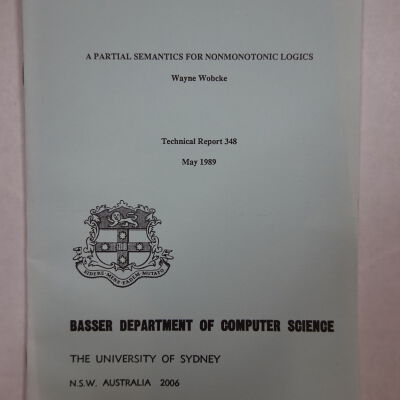 A PARTIAL SEMANTICS FOR NONMONOTONIC LOGICS
Wayne Wobcke
Technical Report 348
May 1989
SIDERE · MENS · EADEM · MUTATO
BASSER DEPARTMENT OF COMPUTER SCIENCE
THE UNIVERSITY OF SYDNEY
N.S.W. AUSTRALIA 2006